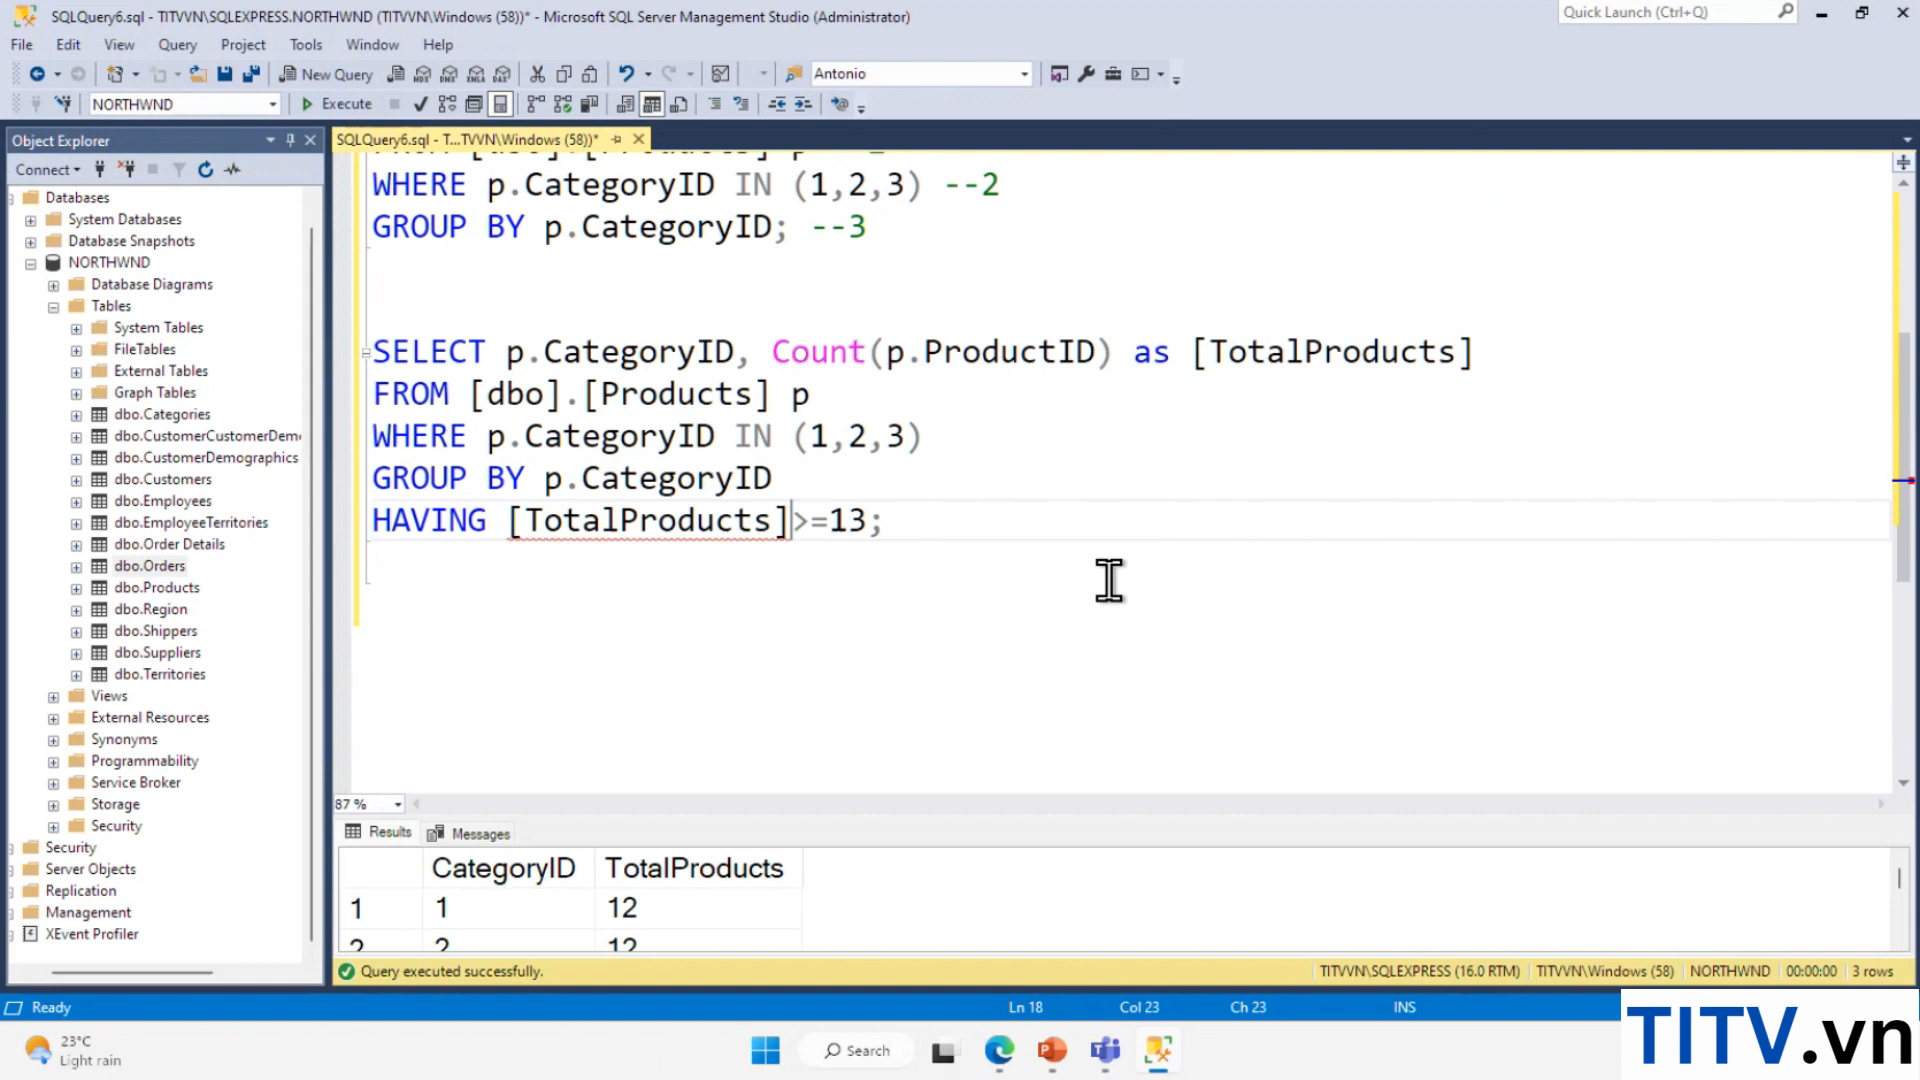 SQLQuery6.sql - TITVVN\SQLEXPRESS.NORTHWND (TITVVN\Windows (58))* - Microsoft SQL Server Management Studio (Administrator)
Quick Launch (Ctrl+Q)
File Edit View Query Project Tools Window Help
New Query
Antonio
NORTHWND
Execute
Object Explorer
SQLQuery6.sql - T...TVVN\Windows (58))*
Connect
Databases
System Databases
Database Snapshots
NORTHWND
Database Diagrams
Tables
System Tables
FileTables
External Tables
Graph Tables
dbo.Categories
dbo.CustomerCustomerDem
dbo.CustomerDemographics
dbo.Customers
dbo.Employees
dbo.EmployeeTerritories
dbo.Order Details
dbo.Orders
dbo.Products
dbo.Region
dbo.Shippers
dbo.Suppliers
dbo.Territories
Views
External Resources
Synonyms
Programmability
Service Broker
Storage
Security
Security
Server Objects
Replication
Management
XEvent Profiler
WHERE p.CategoryID IN (1,2,3) --2
GROUP BY p.CategoryID; --3
SELECT p.CategoryID, Count(p.ProductID) as [TotalProducts]
FROM [dbo].[Products] p
WHERE p.CategoryID IN (1,2,3)
GROUP BY p.CategoryID
HAVING [TotalProducts]>=13;
87 %
Results Messages
CategoryID TotalProducts
1 1 12
2 2 12
Query executed successfully.
TITVVN\SQLEXPRESS (16.0 RTM) TITVVN\Windows (58) NORTHWND 00:00:00 3 rows
Ready
Ln 18 Col 23 Ch 23 INS
23°C
Light rain
Search
TITV.vn